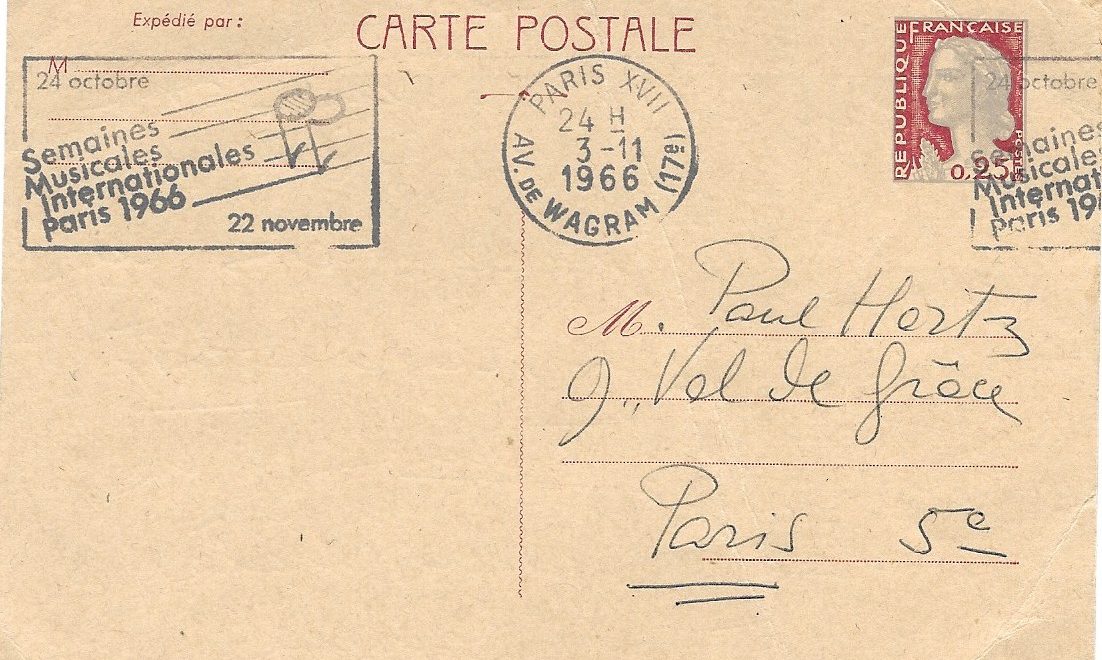 Expédié par :
CARTE POSTALE
M
24 octobre
Semaines
Musicales
Internationales
Paris 1966
22 novembre
PARIS XVII
24 H
3 -11
1966
AV. DE WAGRAM (17e)
RÉPUBLIQUE FRANÇAISE
POSTES
0,25
24 octobre
Semaines
Musicale
Internat
Paris 19
M. Paul Hertz
9, Val de Grâce
Paris 5e